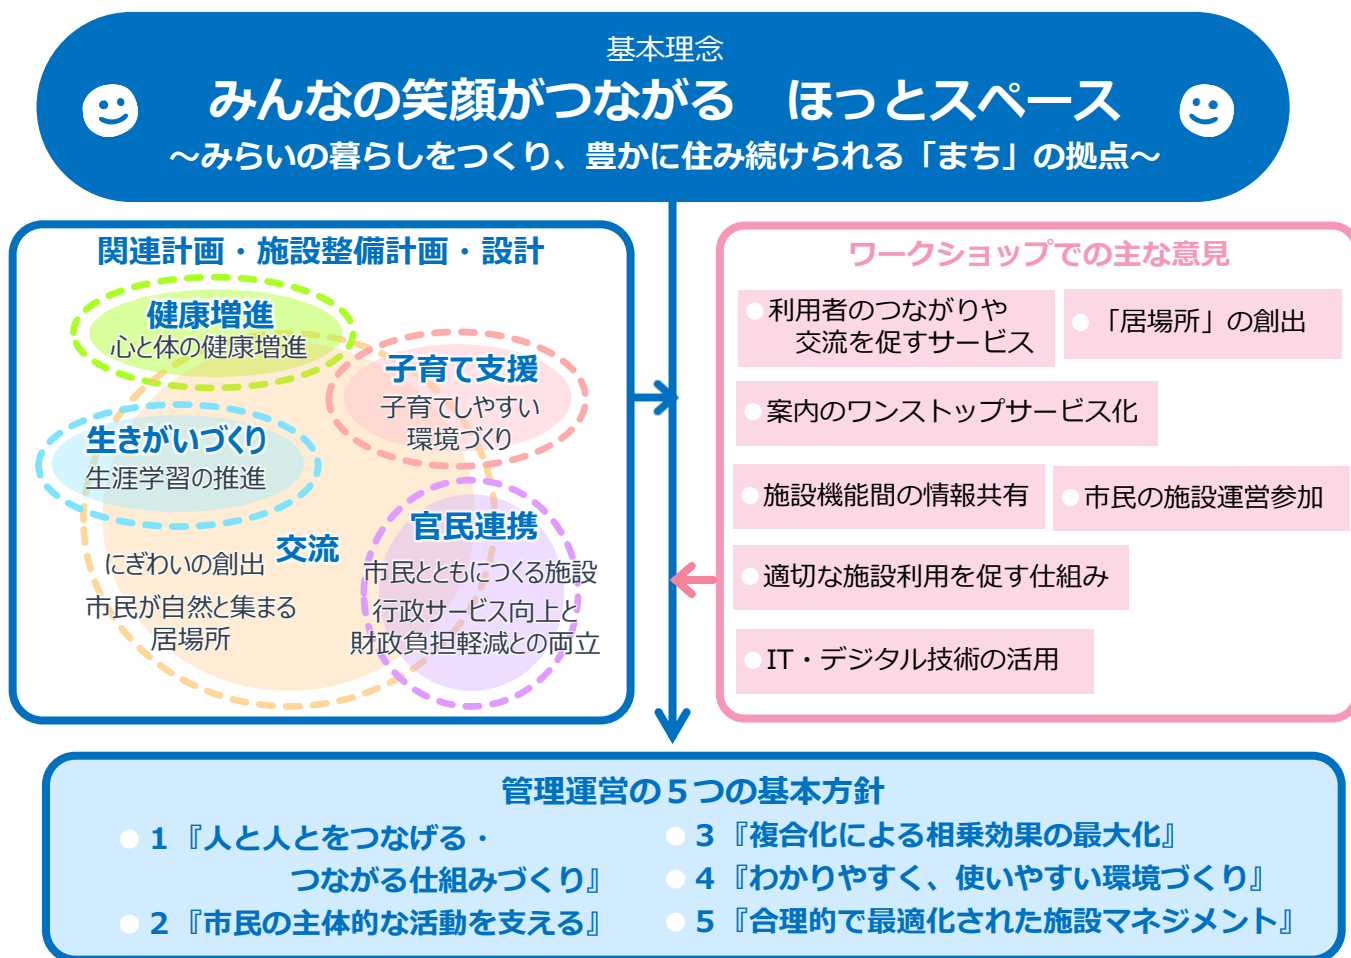 基本理念
みんなの笑顔がつながる　ほっとスペース
～みらいの暮らしをつくり、豊かに住み続けられる「まち」の拠点～
関連計画・施設整備計画・設計
健康増進
心と体の健康増進
子育て支援
子育てしやすい
環境づくり
生きがいづくり
生涯学習の推進
交流
にぎわいの創出
市民が自然と集まる
居場所
官民連携
市民とともにつくる施設
行政サービス向上と
財政負担軽減との両立
ワークショップでの主な意見
利用者のつながりや
交流を促すサービス
「居場所」の創出
案内のワンストップサービス化
施設機能間の情報共有
市民の施設運営参加
適切な施設利用を促す仕組み
IT・デジタル技術の活用
管理運営の５つの基本方針
1『人と人とをつなげる・
つながる仕組みづくり』
2『市民の主体的な活動を支える』
3『複合化による相乗効果の最大化』
4『わかりやすく、使いやすい環境づくり』
5『合理的で最適化された施設マネジメント』